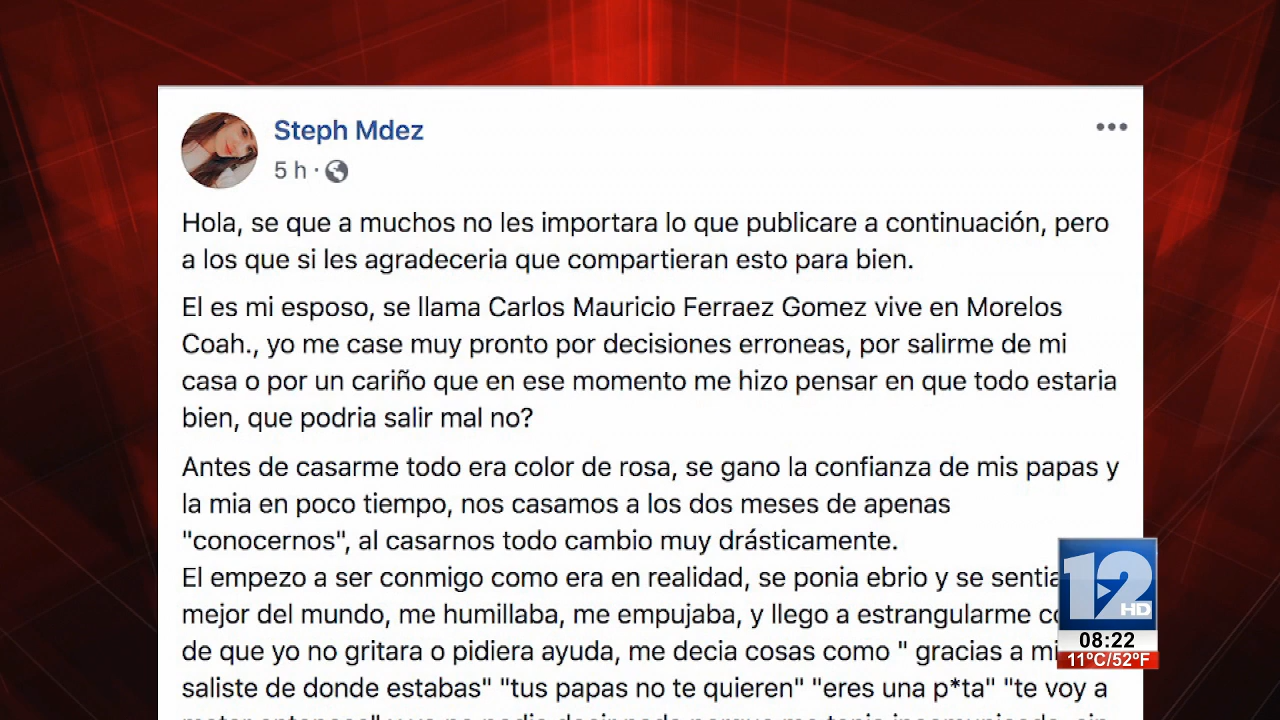 Steph Mdez
5 h ·
Hola, se que a muchos no les importara lo que publicare a continuación, pero
a los que si les agradeceria que compartieran esto para bien.
El es mi esposo, se llama Carlos Mauricio Ferraez Gomez vive en Morelos
Coah., yo me case muy pronto por decisiones erroneas, por salirme de mi
casa o por un cariño que en ese momento me hizo pensar en que todo estaria
bien, que podria salir mal no?
Antes de casarme todo era color de rosa, se gano la confianza de mis papas y
la mia en poco tiempo, nos casamos a los dos meses de apenas
"conocernos", al casarnos todo cambio muy drásticamente.
El empezo a ser conmigo como era en realidad, se ponia ebrio y se sentia
mejor del mundo, me humillaba, me empujaba, y llego a estrangularme
de que yo no gritara o pidiera ayuda, me decia cosas como " gracias a mi
saliste de donde estabas" "tus papas no te quieren" "eres una p*ta" "te voy a
12
HD
08:22
11°C/52°F